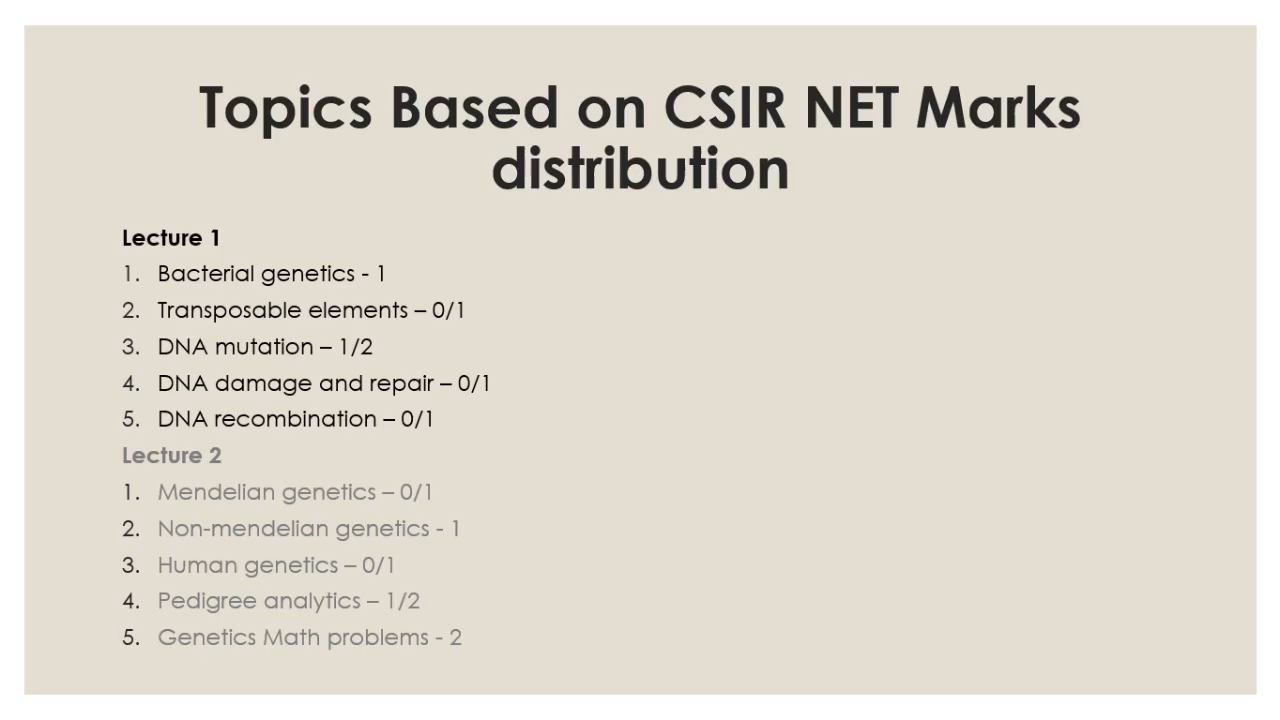 Topics Based on CSIR NET Marks
distribution
Lecture 1
1. Bacterial genetics - 1
2. Transposable elements – 0/1
3. DNA mutation – 1/2
4. DNA damage and repair – 0/1
5. DNA recombination – 0/1
Lecture 2
1. Mendelian genetics – 0/1
2. Non-mendelian genetics - 1
3. Human genetics – 0/1
4. Pedigree analytics – 1/2
5. Genetics Math problems - 2